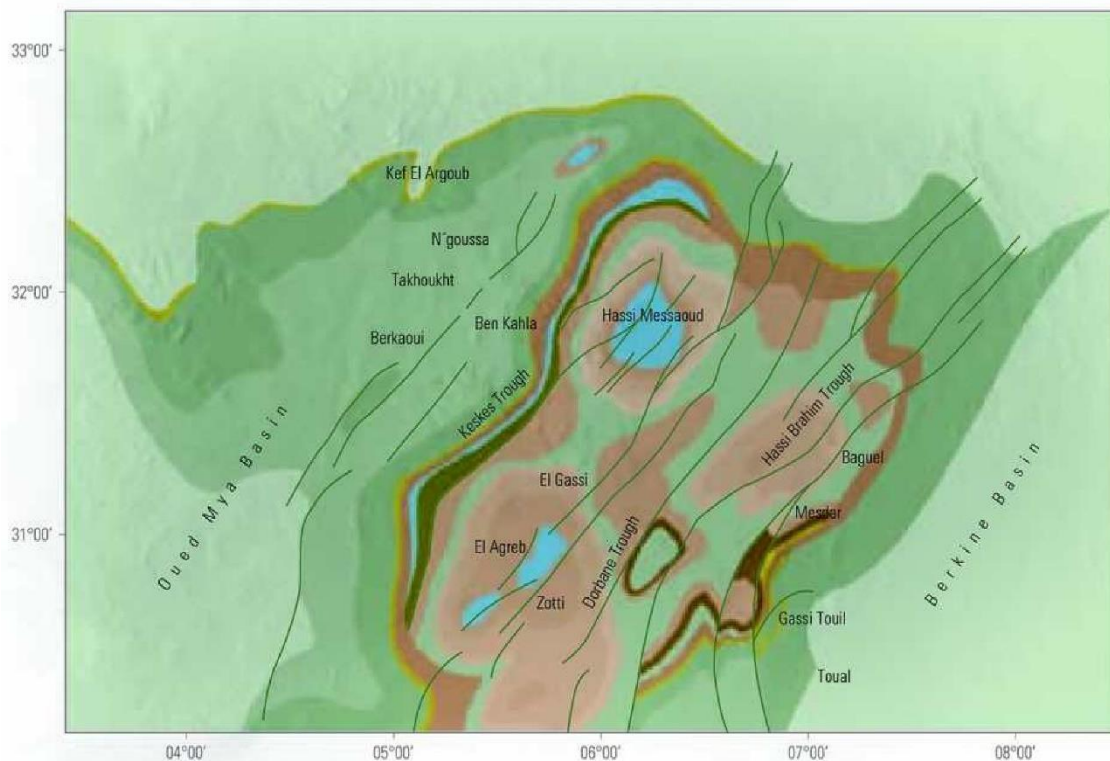 33°00'
Kef El Argoub
N´goussa
Takhoukht
32°00'
Hassi Messaoud
Ben Kahla
Berkaoui
Keskes Trough
Hassi Brahim Trough
Oued Mya Basin
Baguel
El Gassi
Mesdar
31°00'
El Agreb
Dorbane Trough
Berkine Basin
Zotti
Gassi Touil
Toual
04°00'
05°00'
06°00'
07°00'
08°00'